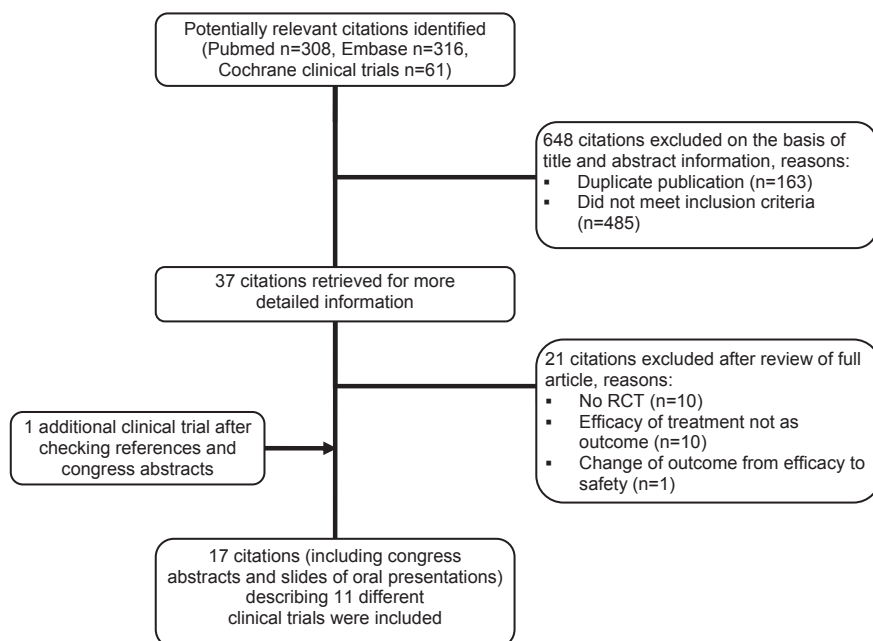 Potentially relevant citations identified
(Pubmed n=308, Embase n=316,
Cochrane clinical trials n=61)
648 citations excluded on the basis of
title and abstract information, reasons:
▪ Duplicate publication (n=163)
▪ Did not meet inclusion criteria
(n=485)
37 citations retrieved for more
detailed information
21 citations excluded after review of full
article, reasons:
▪ No RCT (n=10)
▪ Efficacy of treatment not as
outcome (n=10)
▪ Change of outcome from efficacy to
safety (n=1)
1 additional clinical trial after
checking references and
congress abstracts
17 citations (including congress
abstracts and slides of oral presentations)
describing 11 different
clinical trials were included